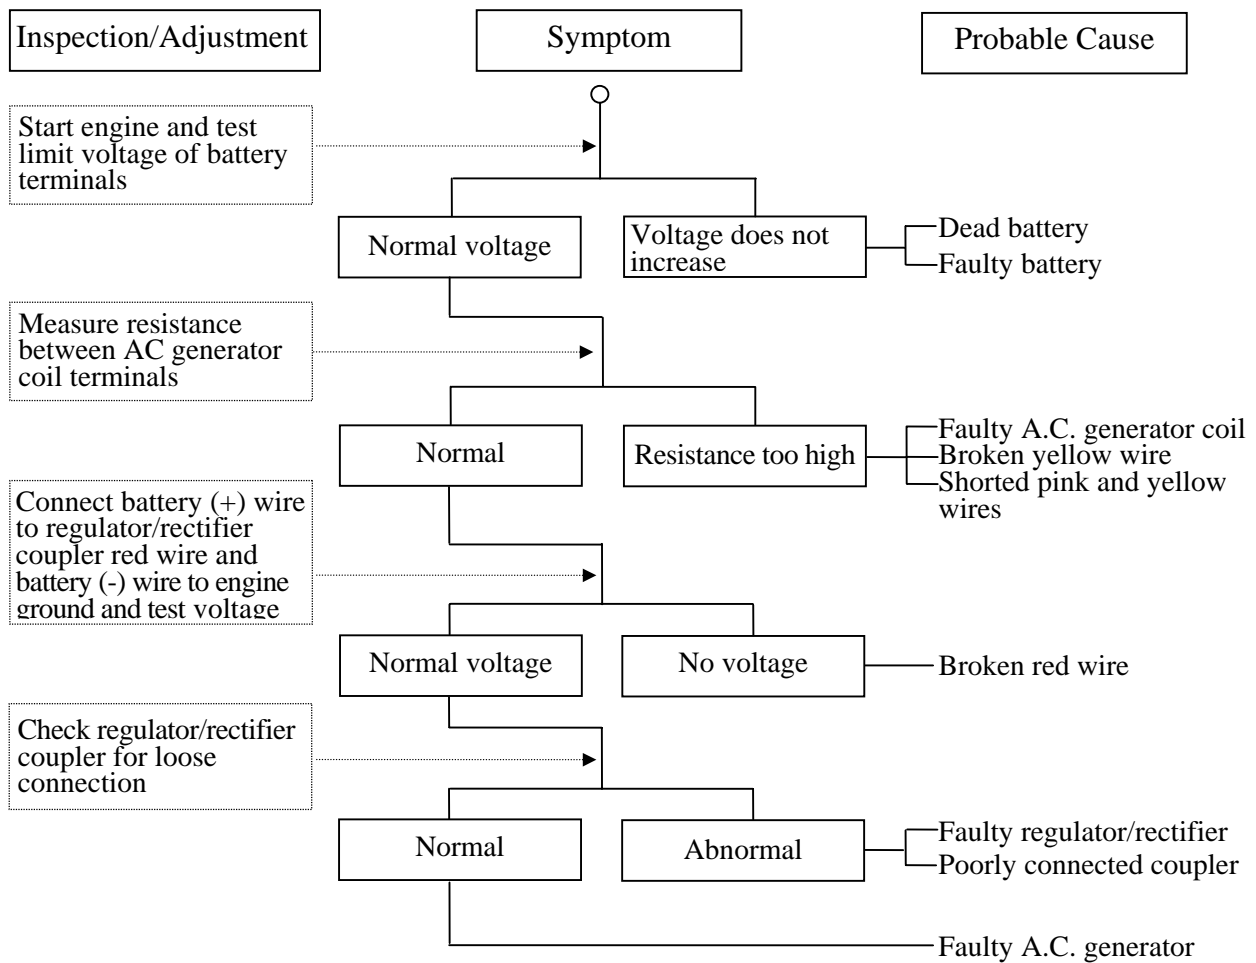 Inspection/Adjustment
Symptom
Probable Cause
Start engine and test
limit voltage of battery
terminals
Normal voltage
Voltage does not
increase
Dead battery
Faulty battery
Measure resistance
between AC generator
coil terminals
Normal
Resistance too high
Faulty A.C. generator coil
Broken yellow wire
Shorted pink and yellow
wires
Connect battery (+) wire
to regulator/rectifier
coupler red wire and
battery (-) wire to engine
ground and test voltage
Normal voltage
No voltage
Broken red wire
Check regulator/rectifier
coupler for loose
connection
Normal
Abnormal
Faulty regulator/rectifier
Poorly connected coupler
Faulty A.C. generator